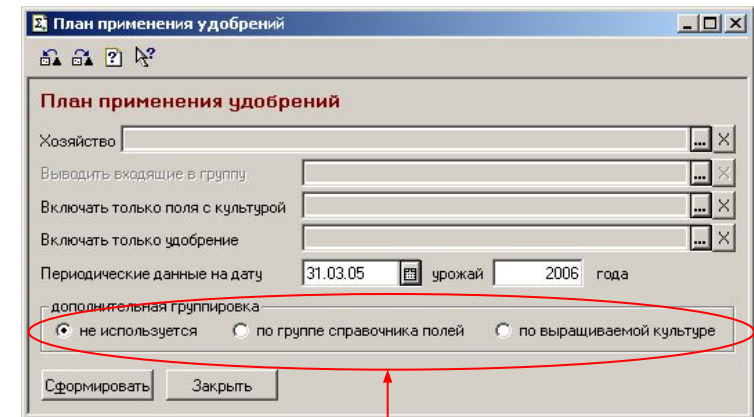 План применения удобрений
План применения удобрений
Хозяйство ... X
Выводить входящие в группу ... X
Включать только поля с культурой ... X
Включать только удобрение ... X
Периодические данные на дату 31.03.05 урожай 2006 года
дополнительная группировка
не используется по группе справочника полей по выращиваемой культуре
Сформировать Закрыть